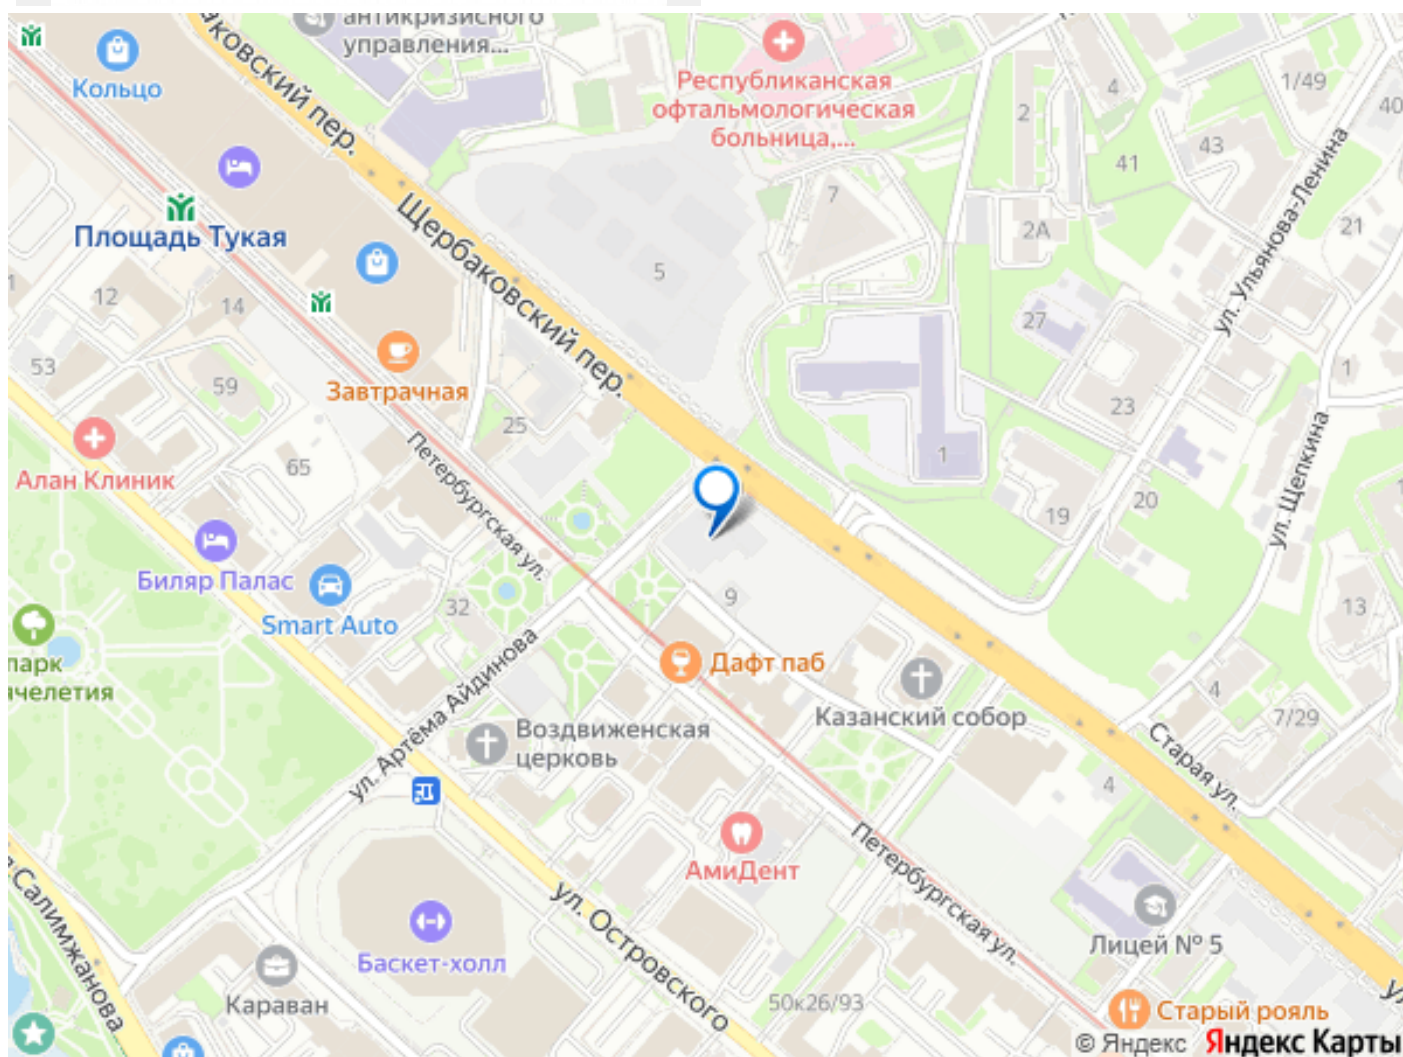 антикризисного
управления...
Кольцо
Республиканская
офтальмологическая
больница,...
1/49
40
4
2
43
41
7
2А
21
Площадь Тукая
Щербаковский пер.
ул. Ульянова-Ленина
5
12
14
27
53
59
Завтрачная
1
23
25
Алан Клиник
65
Петербургская ул.
1
19
20
ул. Щепкина
Биляр Палас
Smart Auto
32
9
13
парк
ячелетия
Дафт паб
ул. Артёма Айдинова
Воздвиженская
церковь
Казанский собор
4
7/29
Старая ул.
4
АмиДент
Петербургская ул.
Лицей № 5
ул. Островского
Салимжанова
Баскет-холл
Караван
50к26/93
Старый рояль
© Яндекс Яндекс Карты